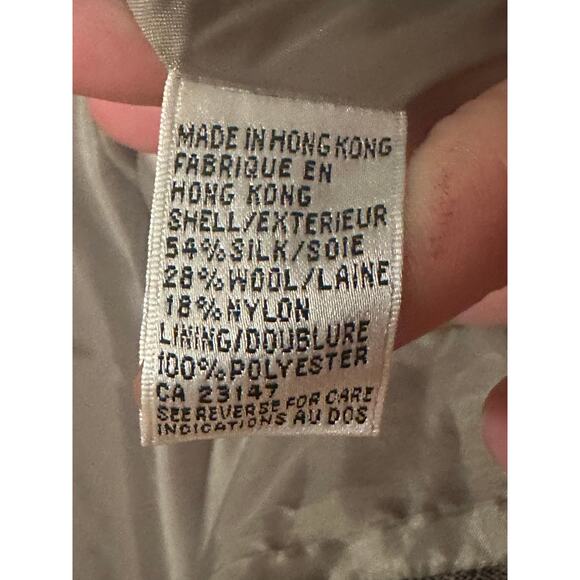 MADE IN HONG KONG
FABRIQUE EN
HONG KONG
SHELL/EXTERIEUR
54% SILK/SOIE
28% WOOL/LAINE
18% NYLON
LINING/DOUBLURE
100% POLYESTER
CA 23147
SEE REVERSE FOR CARE
INDICATIONS AU DOS